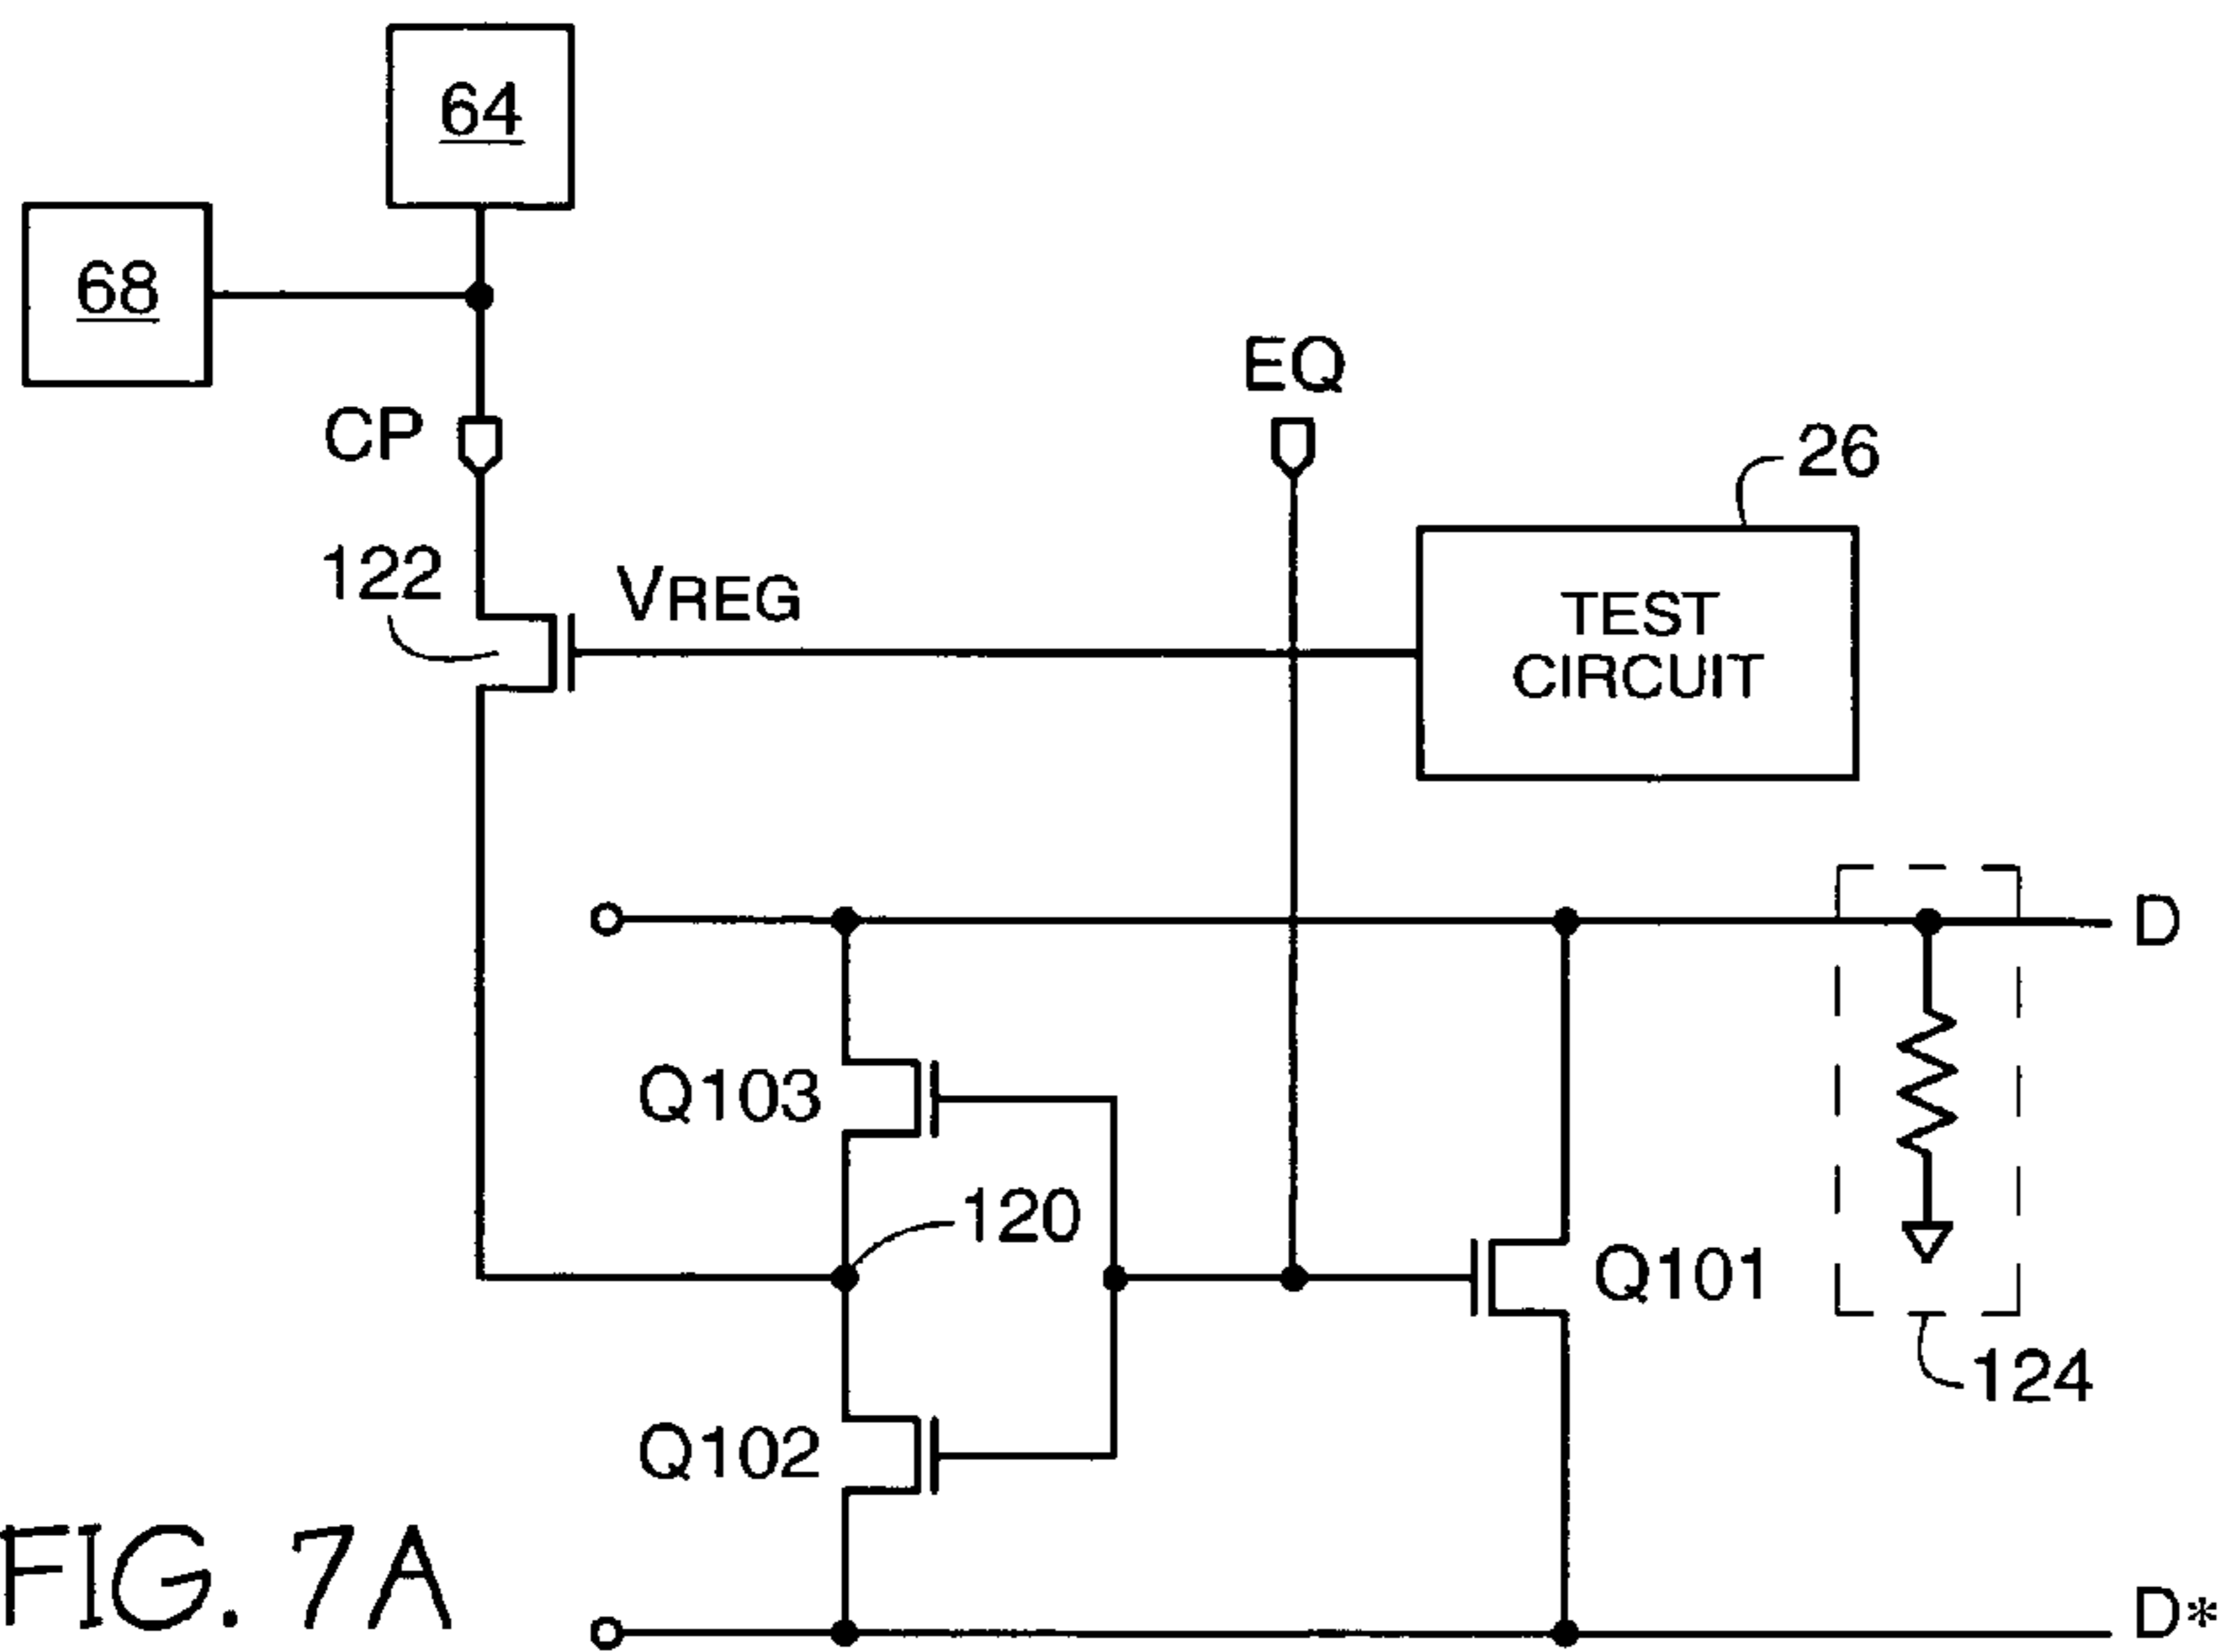 64
68
EQ
CP
26
122
VREG
TEST
CIRCUIT
D
Q103
120
Q101
124
Q102
FIG. 7A
D*